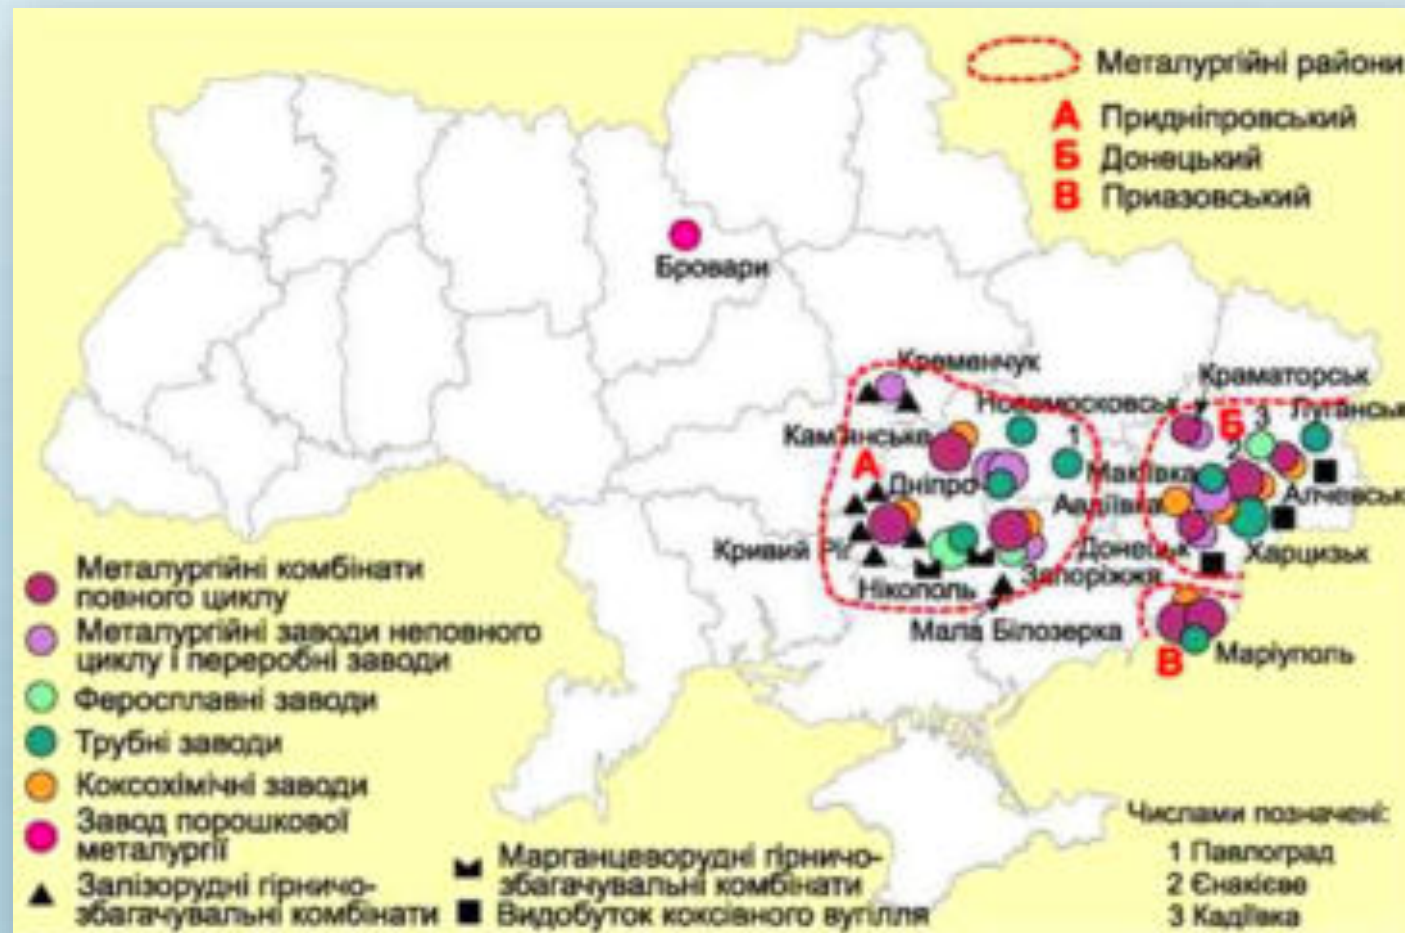 Металургійні райони
А Придніпровський
Б Донецький
В Приазовський
Бровари
Кременчук
Краматорськ
Новомосковськ
Б
3
Луганськ
Кам'янське
1
2
А
Макіївка
Дніпро
Авдіївка
Алчевськ
Кривий Ріг
Донецьк
Харцизьк
Нікополь
Запоріжжя
Мала Білозерка
В
Маріуполь
Металургійні комбінати
повного циклу
Металургійні заводи неповного
циклу і переробні заводи
Феросплавні заводи
Трубні заводи
Коксохімічні заводи
Завод порошкової
металургії
Залізорудні гірничо-
збагачувальні комбінати
Марганцеворудні гірничо-
збагачувальні комбінати
Видобуток коксівного вугілля
Числами позначені:
1 Павлоград
2 Єнакієве
3 Кадіївка